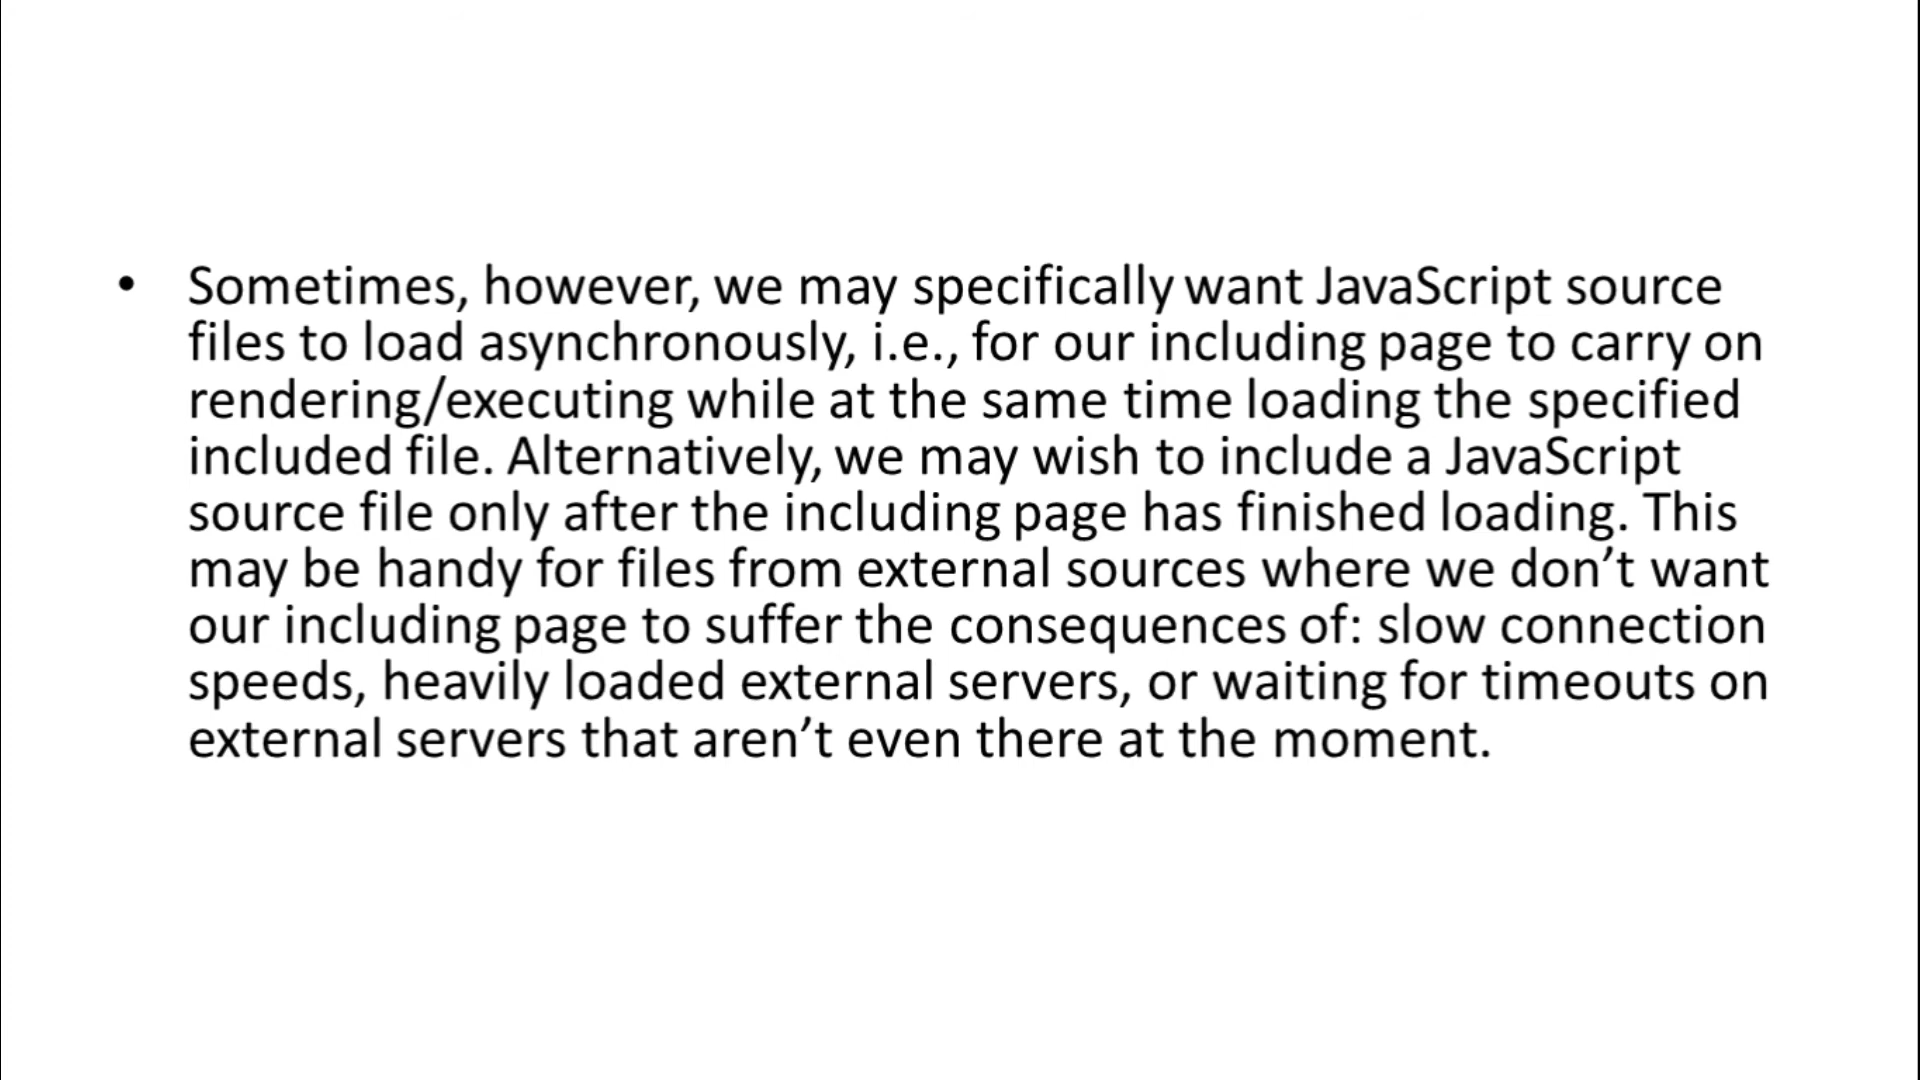 • Sometimes, however, we may specifically want JavaScript source
files to load asynchronously, i.e., for our including page to carry on
rendering/executing while at the same time loading the specified
included file. Alternatively, we may wish to include a JavaScript
source file only after the including page has finished loading. This
may be handy for files from external sources where we don’t want
our including page to suffer the consequences of: slow connection
speeds, heavily loaded external servers, or waiting for timeouts on
external servers that aren’t even there at the moment.